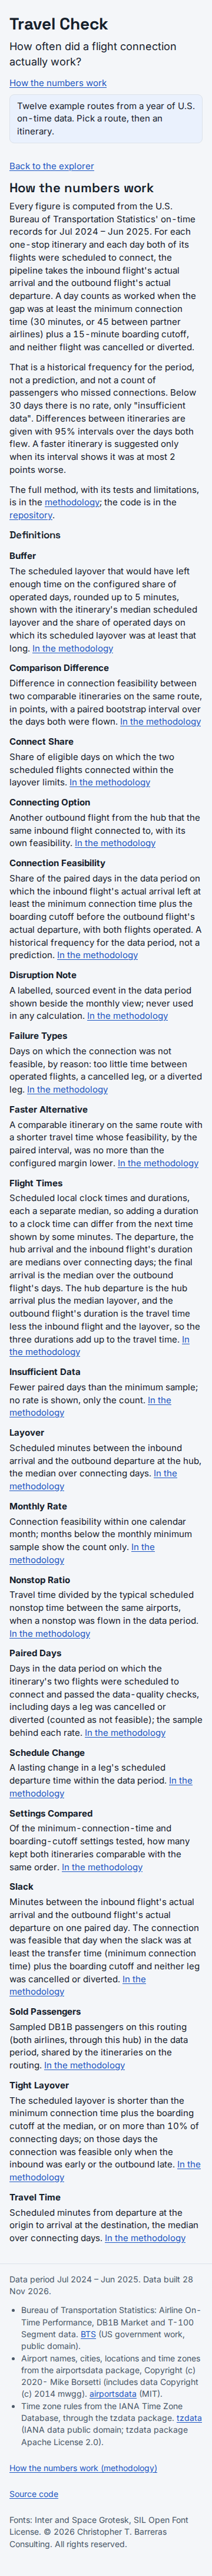 Travel Check
How often did a flight connection
actually work?
How the numbers work
Twelve example routes from a year of U.S.
on-time data. Pick a route, then an
itinerary.
Back to the explorer
How the numbers work
Every figure is computed from the U.S.
Bureau of Transportation Statistics' on-time
records for Jul 2024 – Jun 2025. For each
one-stop itinerary and each day both of its
flights were scheduled to connect, the
pipeline takes the inbound flight's actual
arrival and the outbound flight's actual
departure. A day counts as worked when the
gap was at least the minimum connection
time (30 minutes, or 45 between partner
airlines) plus a 15-minute boarding cutoff,
and neither flight was cancelled or diverted.
That is a historical frequency for the period,
not a prediction, and not a count of
passengers who missed connections. Below
30 days there is no rate, only "insufficient
data". Differences between itineraries are
given with 95% intervals over the days both
flew. A faster itinerary is suggested only
when its interval shows it was at most 2
points worse.
The full method, with its tests and limitations,
is in the methodology; the code is in the
repository.
Definitions
Buffer
The scheduled layover that would have left
enough time on the configured share of
operated days, rounded up to 5 minutes,
shown with the itinerary's median scheduled
layover and the share of operated days on
which its scheduled layover was at least that
long. In the methodology
Comparison Difference
Difference in connection feasibility between
two comparable itineraries on the same route,
in points, with a paired bootstrap interval over
the days both were flown. In the methodology
Connect Share
Share of eligible days on which the two
scheduled flights connected within the
layover limits. In the methodology
Connecting Option
Another outbound flight from the hub that the
same inbound flight connected to, with its
own feasibility. In the methodology
Connection Feasibility
Share of the paired days in the data period on
which the inbound flight's actual arrival left at
least the minimum connection time plus the
boarding cutoff before the outbound flight's
actual departure, with both flights operated. A
historical frequency for the data period, not a
prediction. In the methodology
Disruption Note
A labelled, sourced event in the data period
shown beside the monthly view; never used
in any calculation. In the methodology
Failure Types
Days on which the connection was not
feasible, by reason: too little time between
operated flights, a cancelled leg, or a diverted
leg. In the methodology
Faster Alternative
A comparable itinerary on the same route with
a shorter travel time whose feasibility, by the
paired interval, was no more than the
configured margin lower. In the methodology
Flight Times
Scheduled local clock times and durations,
each a separate median, so adding a duration
to a clock time can differ from the next time
shown by some minutes. The departure, the
hub arrival and the inbound flight's duration
are medians over connecting days; the final
arrival is the median over the outbound
flight's days. The hub departure is the hub
arrival plus the median layover, and the
outbound flight's duration is the travel time
less the inbound flight and the layover, so the
three durations add up to the travel time. In
the methodology
Insufficient Data
Fewer paired days than the minimum sample;
no rate is shown, only the count. In the
methodology
Layover
Scheduled minutes between the inbound
arrival and the outbound departure at the hub,
the median over connecting days. In the
methodology
Monthly Rate
Connection feasibility within one calendar
month; months below the monthly minimum
sample show the count only. In the
methodology
Nonstop Ratio
Travel time divided by the typical scheduled
nonstop time between the same airports,
when a nonstop was flown in the data period.
In the methodology
Paired Days
Days in the data period on which the
itinerary's two flights were scheduled to
connect and passed the data-quality checks,
including days a leg was cancelled or
diverted (counted as not feasible); the sample
behind each rate. In the methodology
Schedule Change
A lasting change in a leg's scheduled
departure time within the data period. In the
methodology
Settings Compared
Of the minimum-connection-time and
boarding-cutoff settings tested, how many
kept both itineraries comparable with the
same order. In the methodology
Slack
Minutes between the inbound flight's actual
arrival and the outbound flight's actual
departure on one paired day. The connection
was feasible that day when the slack was at
least the transfer time (minimum connection
time) plus the boarding cutoff and neither leg
was cancelled or diverted. In the
methodology
Sold Passengers
Sampled DB1B passengers on this routing
(both airlines, through this hub) in the data
period, shared by the itineraries on the
routing. In the methodology
Tight Layover
The scheduled layover is shorter than the
minimum connection time plus the boarding
cutoff at the median, or on more than 10% of
connecting days; on those days the
connection was feasible only when the
inbound was early or the outbound late. In the
methodology
Travel Time
Scheduled minutes from departure at the
origin to arrival at the destination, the median
over connecting days. In the methodology
Data period Jul 2024 – Jun 2025. Data built 28
Nov 2026.
• Bureau of Transportation Statistics: Airline On-
Time Performance, DB1B Market and T-100
Segment data. BTS (US government work,
public domain).
• Airport names, cities, locations and time zones
from the airportsdata package, Copyright (c)
2020- Mike Borsetti (includes data Copyright
(c) 2014 mwgg). airportsdata (MIT).
• Time zone rules from the IANA Time Zone
Database, through the tzdata package. tzdata
(IANA data public domain; tzdata package
Apache License 2.0).
How the numbers work (methodology)
Source code
Fonts: Inter and Space Grotesk, SIL Open Font
License. © 2026 Christopher T. Barreras
Consulting. All rights reserved.